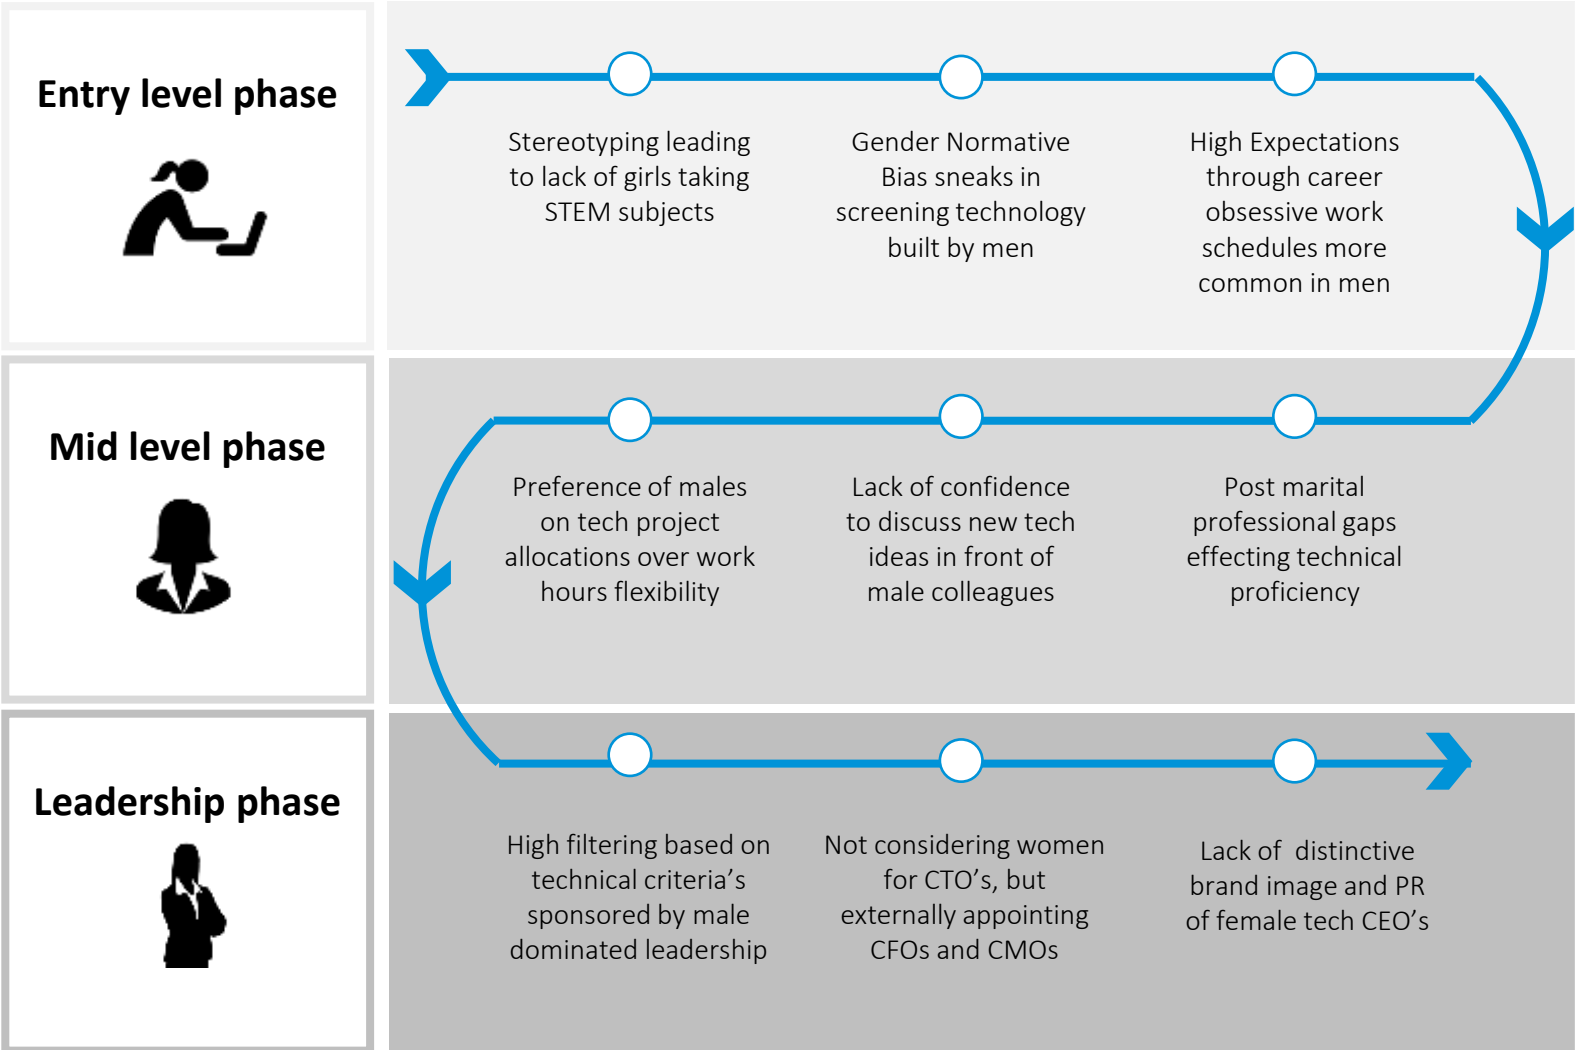 Entry level phase
Stereotyping leading
to lack of girls taking
STEM subjects
Gender Normative
Bias sneaks in
screening technology
built by men
High Expectations
through career
obsessive work
schedules more
common in men
Mid level phase
Preference of males
on tech project
allocations over work
hours flexibility
Lack of confidence
to discuss new tech
ideas in front of
male colleagues
Post marital
professional gaps
effecting technical
proficiency
Leadership phase
High filtering based on
technical criteria’s
sponsored by male
dominated leadership
Not considering women
for CTO’s, but
externally appointing
CFOs and CMOs
Lack of  distinctive
brand image and PR
of female tech CEO’s